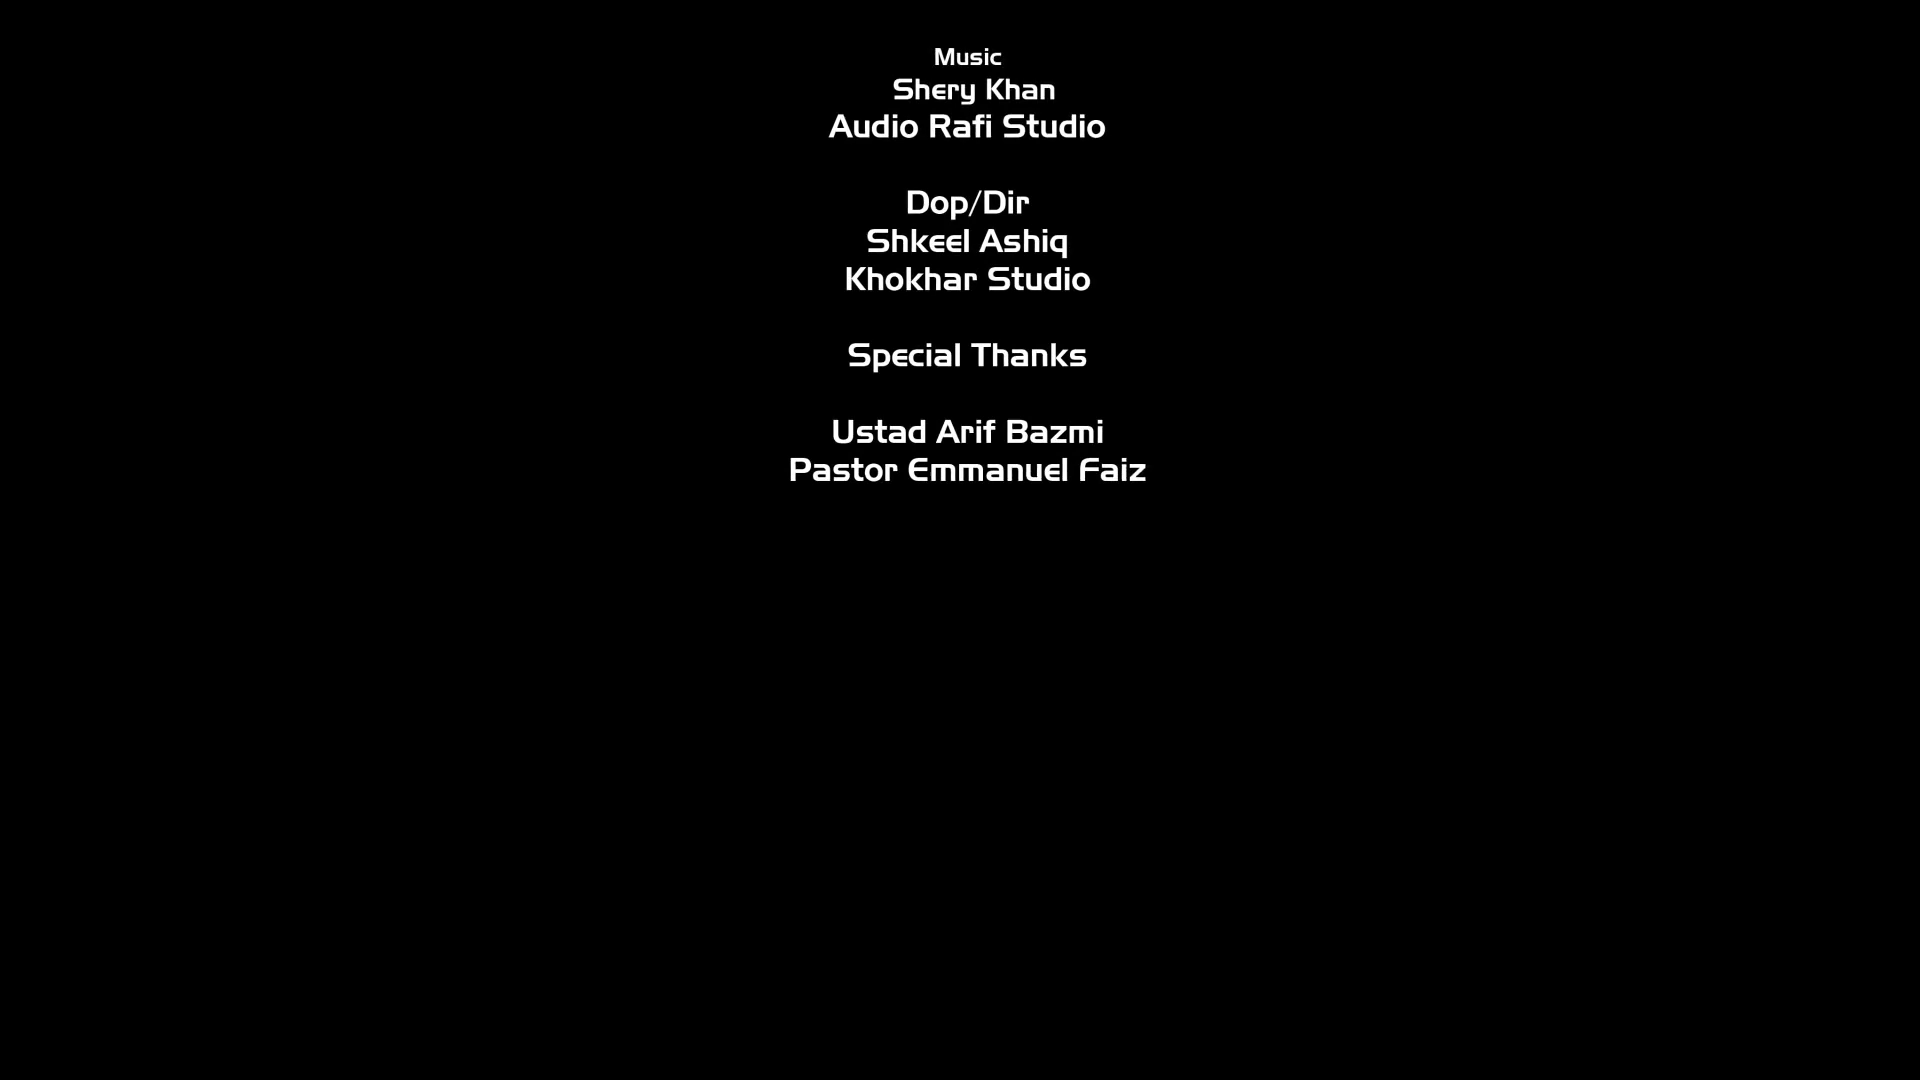 Music
Shery Khan
Audio Rafi Studio
Dop/Dir
Shkeel Ashiq
Khokhar Studio
Special Thanks
Ustad Arif Bazmi
Pastor Emmanuel Faiz